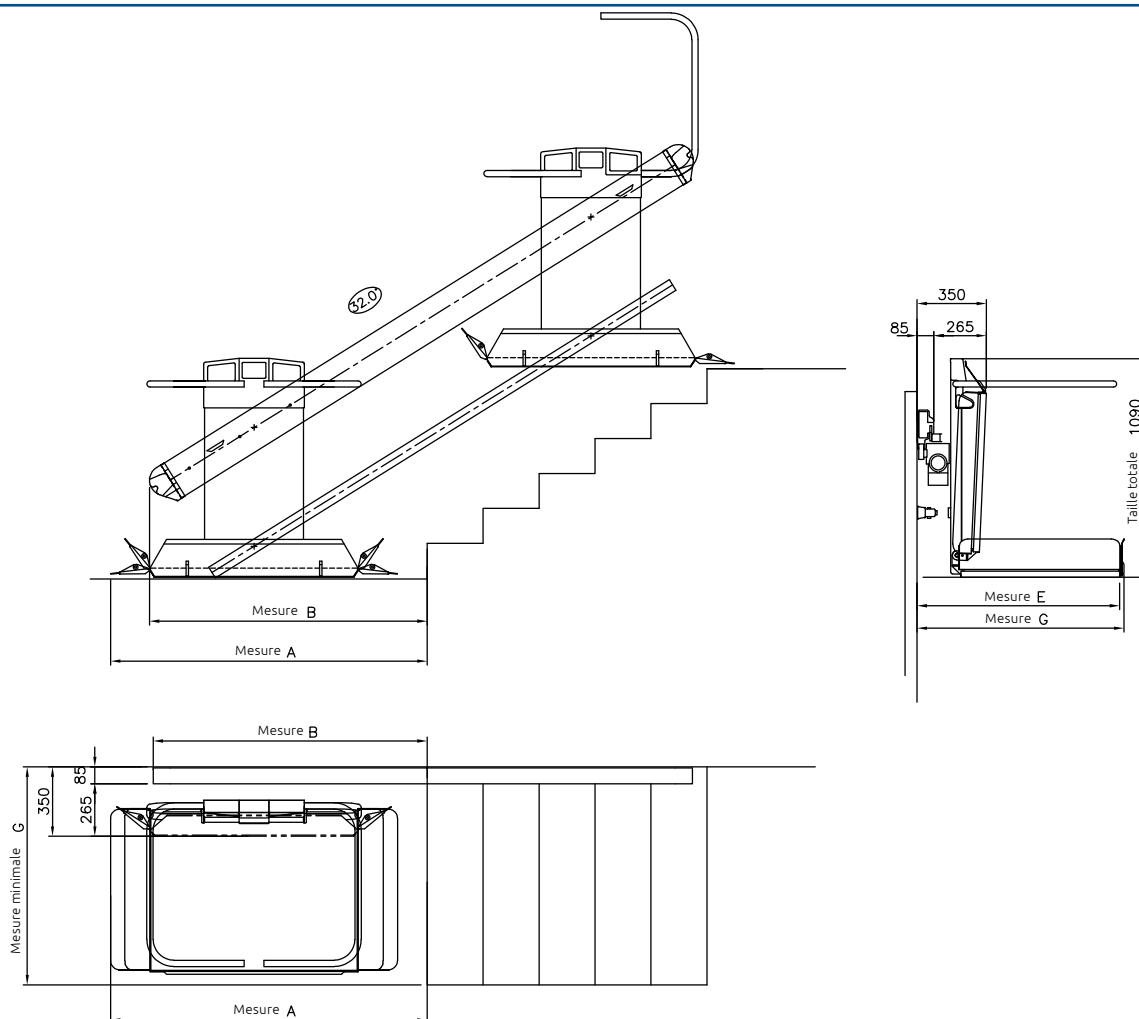 32.0°
350
85 265
Taille totale 1090
Mesure B
Mesure E
Mesure G
Mesure A
Mesure B
85
350
265
Mesure minimale G
Mesure A